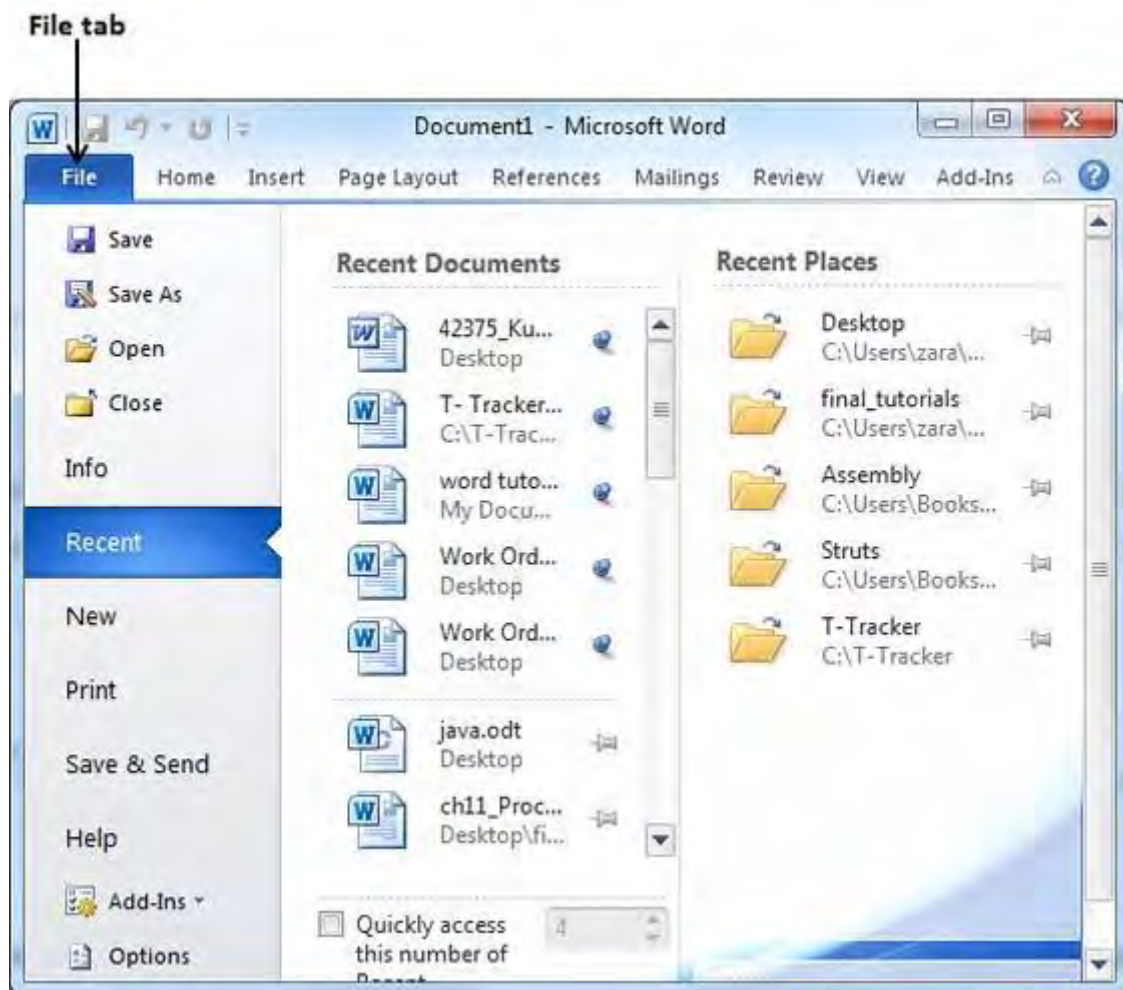 File tab
Document1 - Microsoft Word
File Home Insert Page Layout References Mailings Review View Add-Ins
Save
Save As
Open
Close
Info
Recent
New
Print
Save & Send
Help
Add-Ins
Options
Recent Documents
42375_Ku...
Desktop
T- Tracker...
C:\T-Trac...
word tuto...
My Docu...
Work Ord...
Desktop
Work Ord...
Desktop
java.odt
Desktop
ch11_Proc...
Desktop\fi...
Quickly access 4
this number of
Recent
Recent Places
Desktop
C:\Users\zara\...
final_tutorials
C:\Users\zara\...
Assembly
C:\Users\Books...
Struts
C:\Users\Books...
T-Tracker
C:\T-Tracker